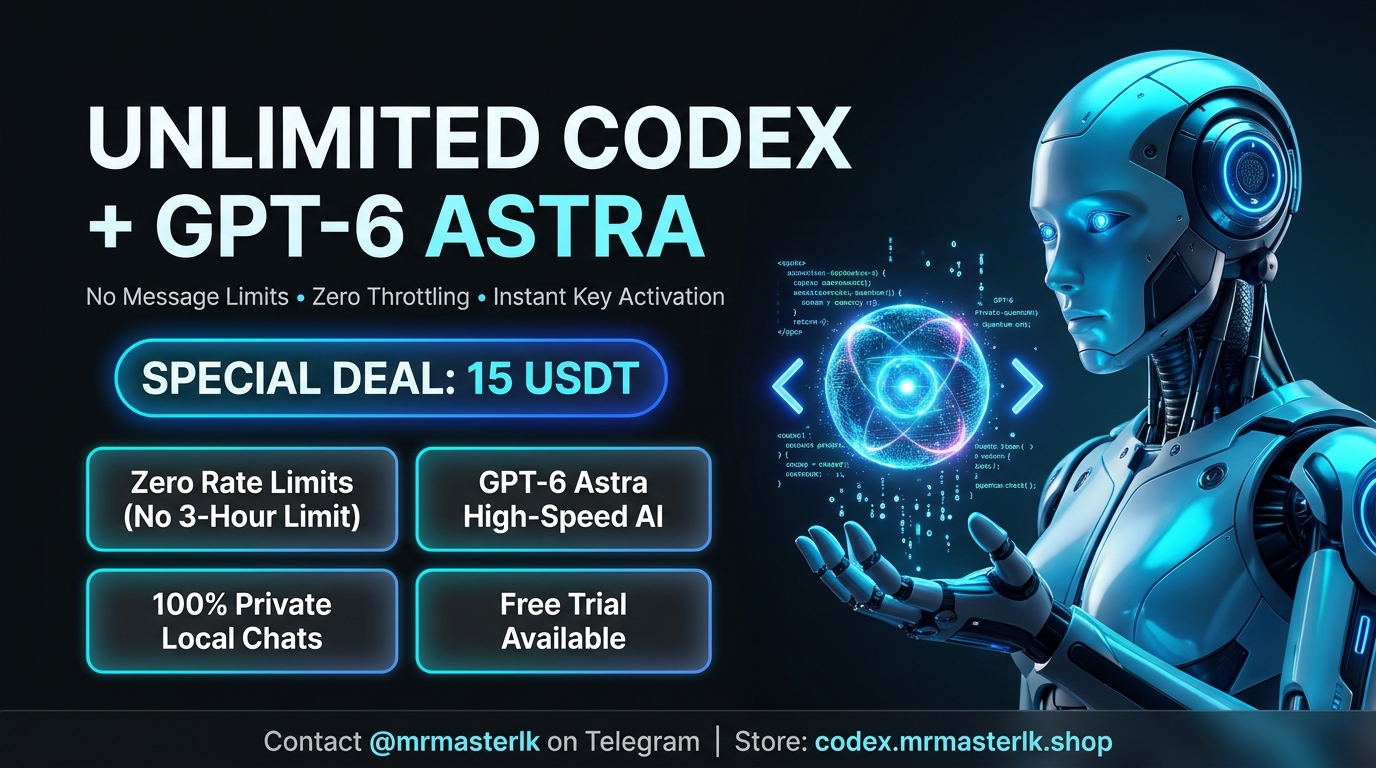 UNLIMITED CODEX
+ GPT-6 ASTRA
No Message Limits • Zero Throttling • Instant Key Activation
SPECIAL DEAL: 15 USDT
Zero Rate Limits
(No 3-Hour Limit)
GPT-6 Astra
High-Speed AI
100% Private
Local Chats
Free Trial
Available
GPT-6
Contact @mrmasterlk on Telegram | Store: codex.mrmasterlk.shop